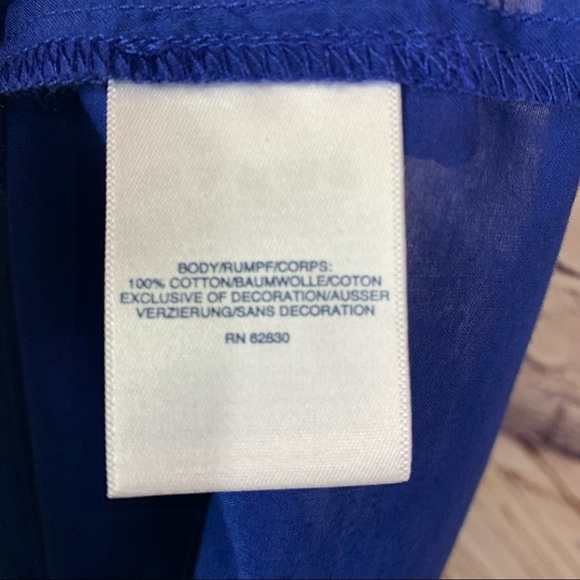 BODY/RUMPF/CORPS:
100% COTTON/BAUMWOLLE/COTON
EXCLUSIVE OF DECORATION/AUSSER
VERZIERUNG/SANS DECORATION
RN 62830